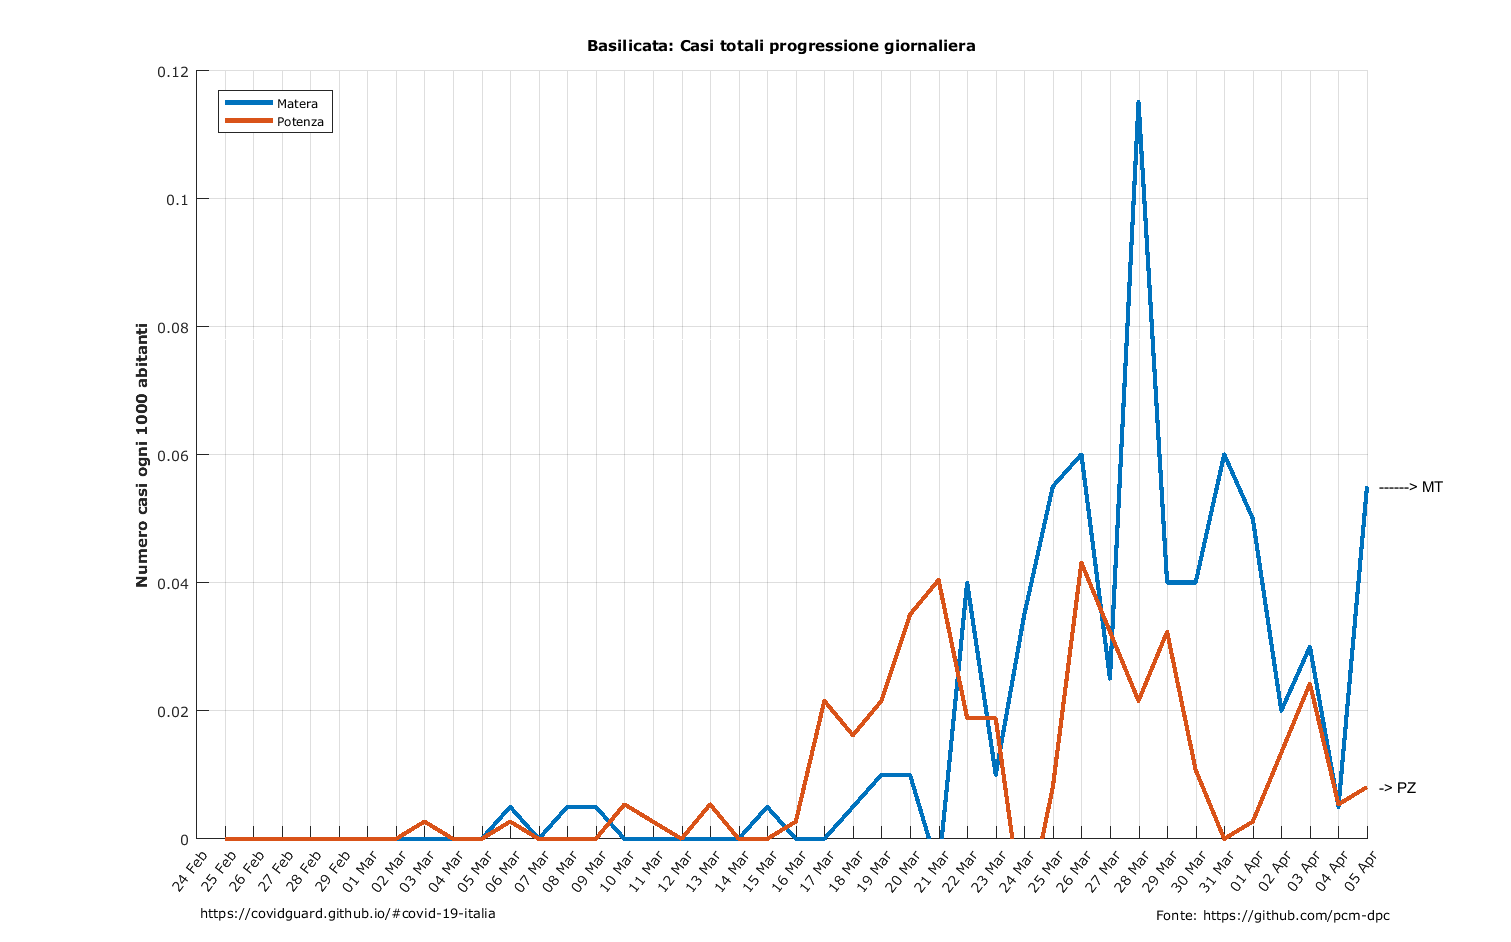 Basilicata: Casi totali progressione giornaliera
0.12
0.1
0.08
0.06
0.04
0.02
0
Numero casi ogni 1000 abitanti
Matera
Potenza
------> MT
-> PZ
24 Feb
25 Feb
26 Feb
27 Feb
28 Feb
29 Feb
01 Mar
02 Mar
03 Mar
04 Mar
05 Mar
06 Mar
07 Mar
08 Mar
09 Mar
10 Mar
11 Mar
12 Mar
13 Mar
14 Mar
15 Mar
16 Mar
17 Mar
18 Mar
19 Mar
20 Mar
21 Mar
22 Mar
23 Mar
24 Mar
25 Mar
26 Mar
27 Mar
28 Mar
29 Mar
30 Mar
31 Mar
01 Apr
02 Apr
03 Apr
04 Apr
05 Apr
https://covidguard.github.io/#covid-19-italia
Fonte: https://github.com/pcm-dpc